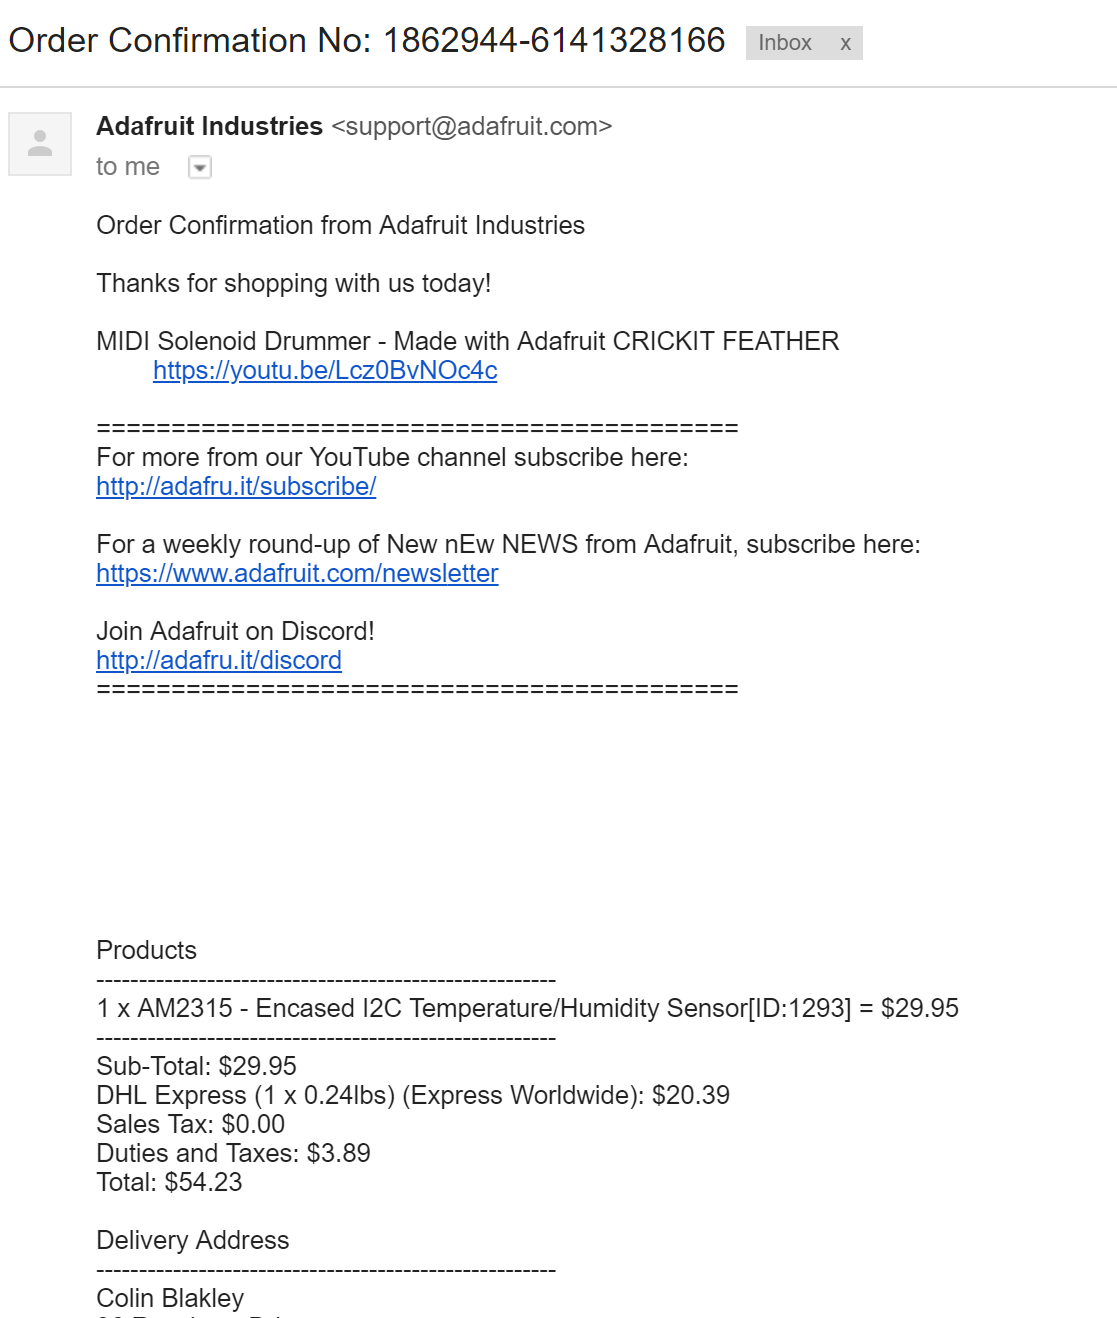 Order Confirmation No: 1862944-6141328166 Inbox x
Adafruit Industries <support@adafruit.com>
to me
Order Confirmation from Adafruit Industries
Thanks for shopping with us today!
MIDI Solenoid Drummer - Made with Adafruit CRICKIT FEATHER
https://youtu.be/Lcz0BvNOc4c
===========================================
For more from our YouTube channel subscribe here:
http://adafru.it/subscribe/
For a weekly round-up of New nEw NEWS from Adafruit, subscribe here:
https://www.adafruit.com/newsletter
Join Adafruit on Discord!
http://adafru.it/discord
===========================================
Products
------------------------------------------------------
1 x AM2315 - Encased I2C Temperature/Humidity Sensor[ID:1293] = $29.95
------------------------------------------------------
Sub-Total: $29.95
DHL Express (1 x 0.24lbs) (Express Worldwide): $20.39
Sales Tax: $0.00
Duties and Taxes: $3.89
Total: $54.23
Delivery Address
------------------------------------------------------
Colin Blakley